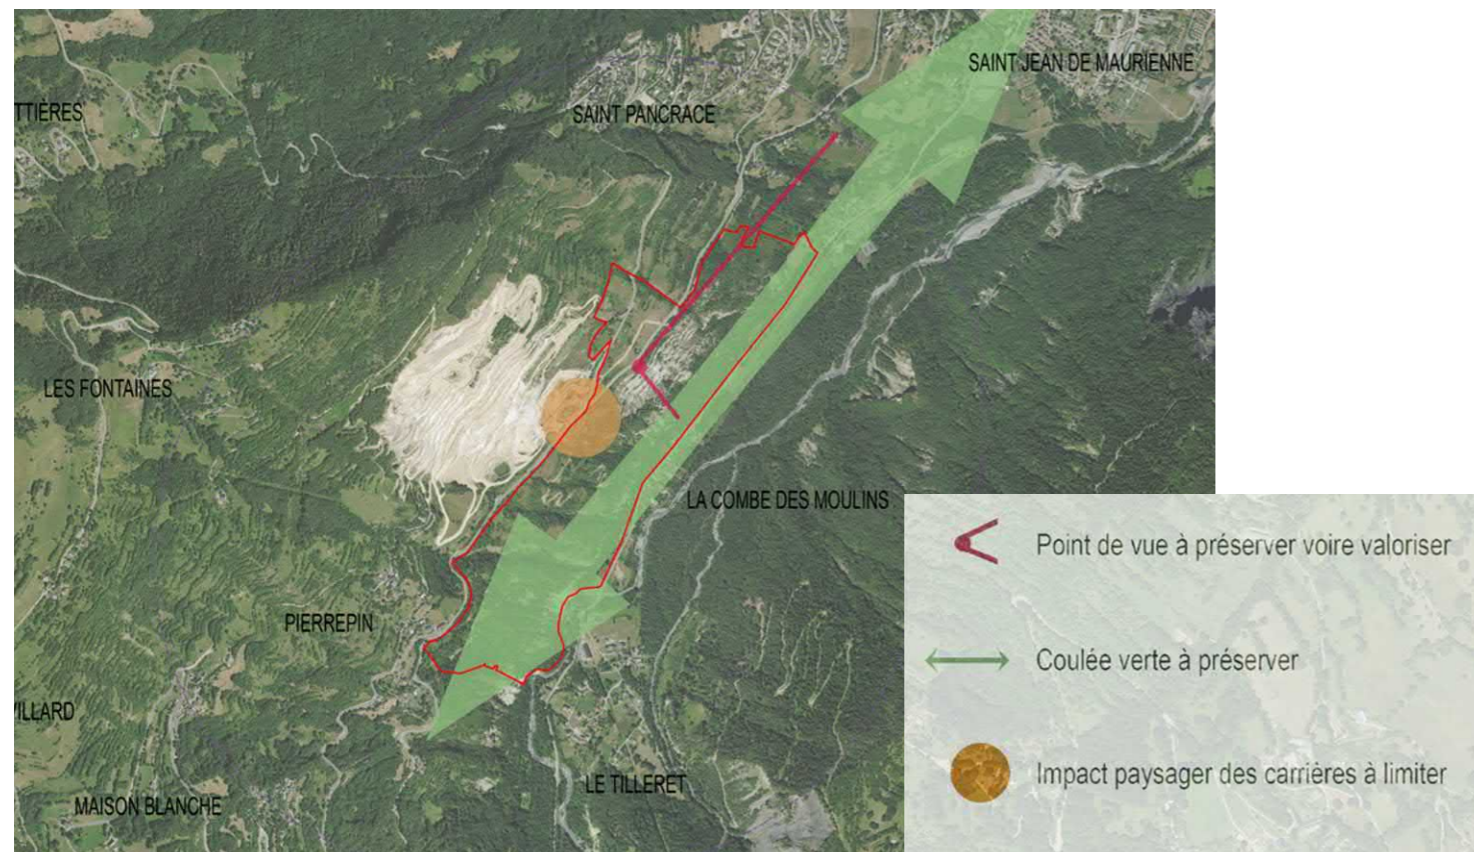 SAINT JEAN DE MAURIENNE
TTIÈRES
SAINT PANCRACE
LES FONTAINES
LA COMBE DES MOULINS
Point de vue à préserver voire valoriser
PIERREPIN
Coulée verte à préserver
VILLARD
Impact paysager des carrières à limiter
LE TILLERET
MAISON BLANCHE